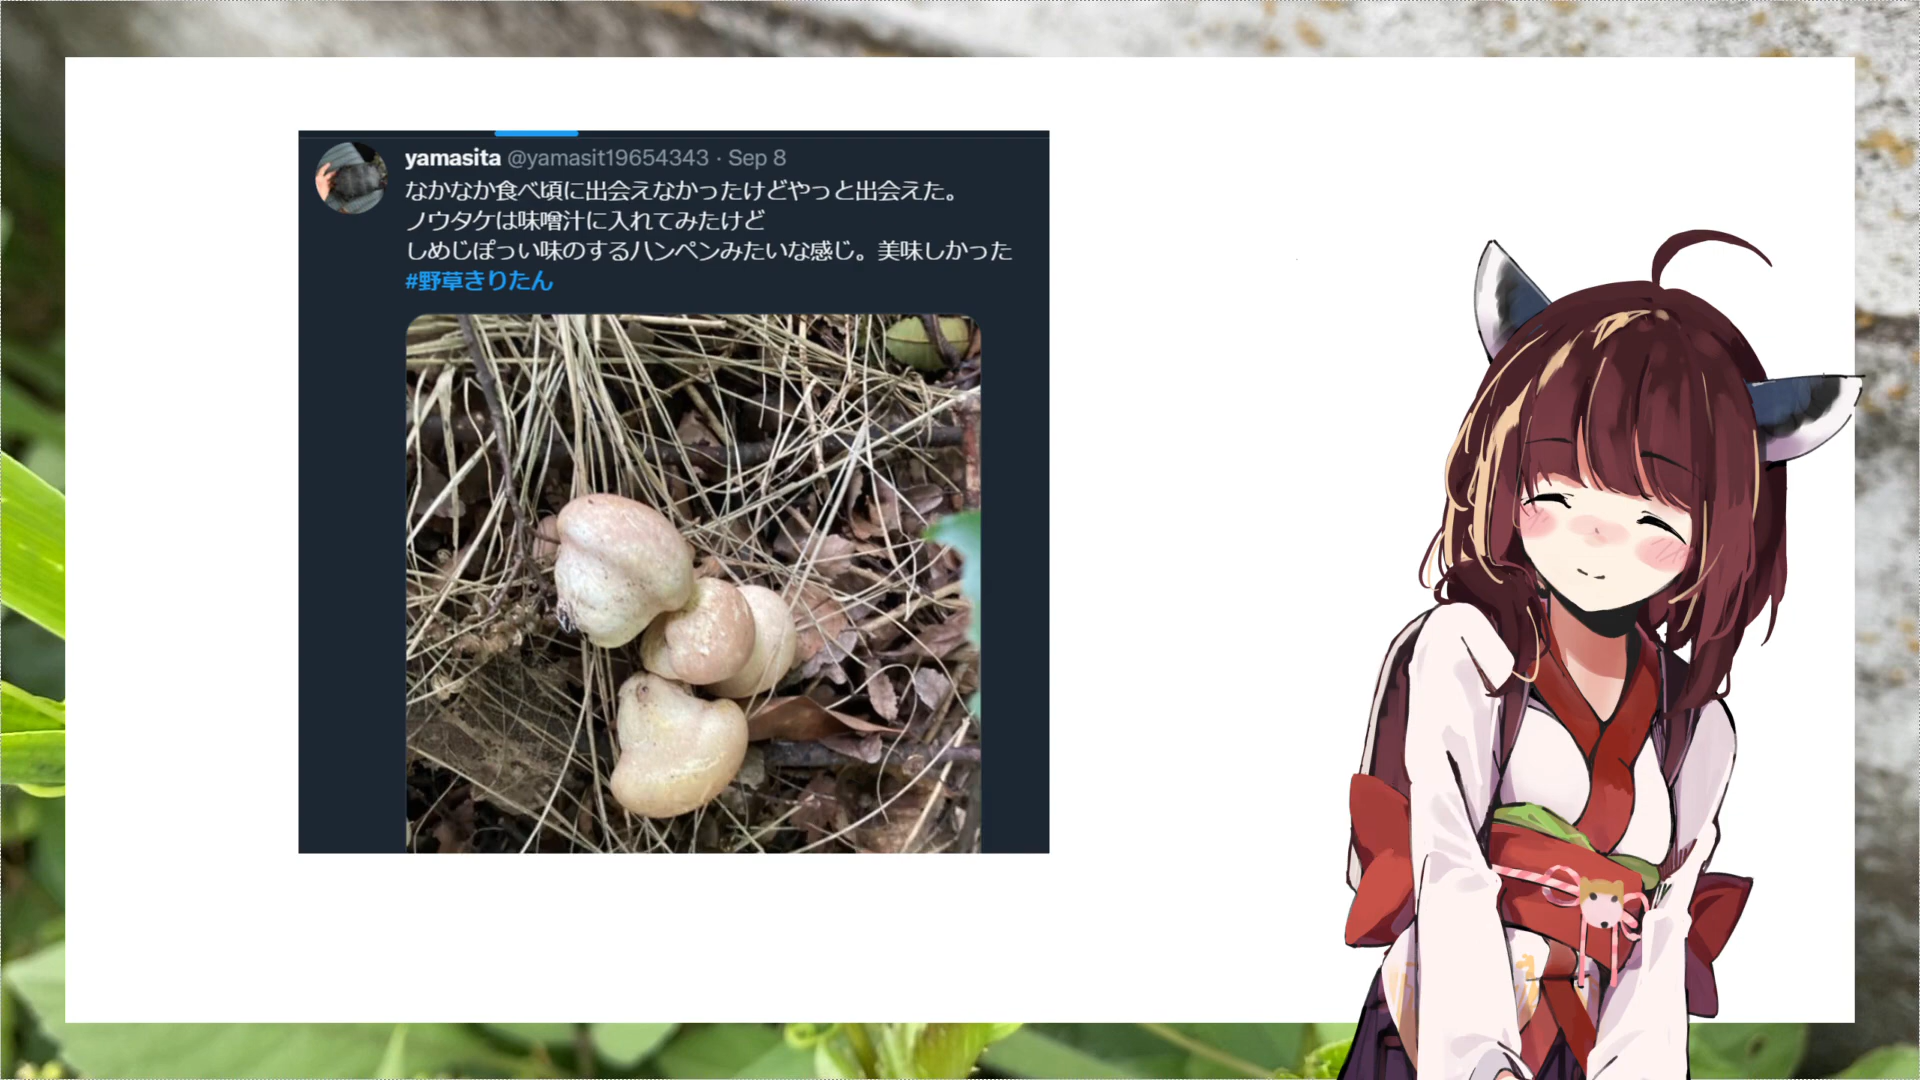 yamasita @yamasit19654343 · Sep 8
なかなか食べ頃に出会えなかったけどやっと出会えた。
ノウタケは味噌汁に入れてみたけど
しめじぽっい味のするハンペンみたいな感じ。美味しかった
#野草きりたん